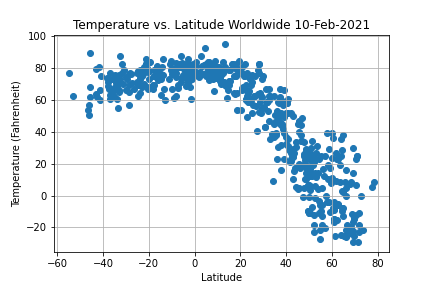 Temperature vs. Latitude Worldwide 10-Feb-2021
Temperature (Fahrenheit)
100
80
60
40
20
0
−20
−60 −40 −20 0 20 40 60 80
Latitude